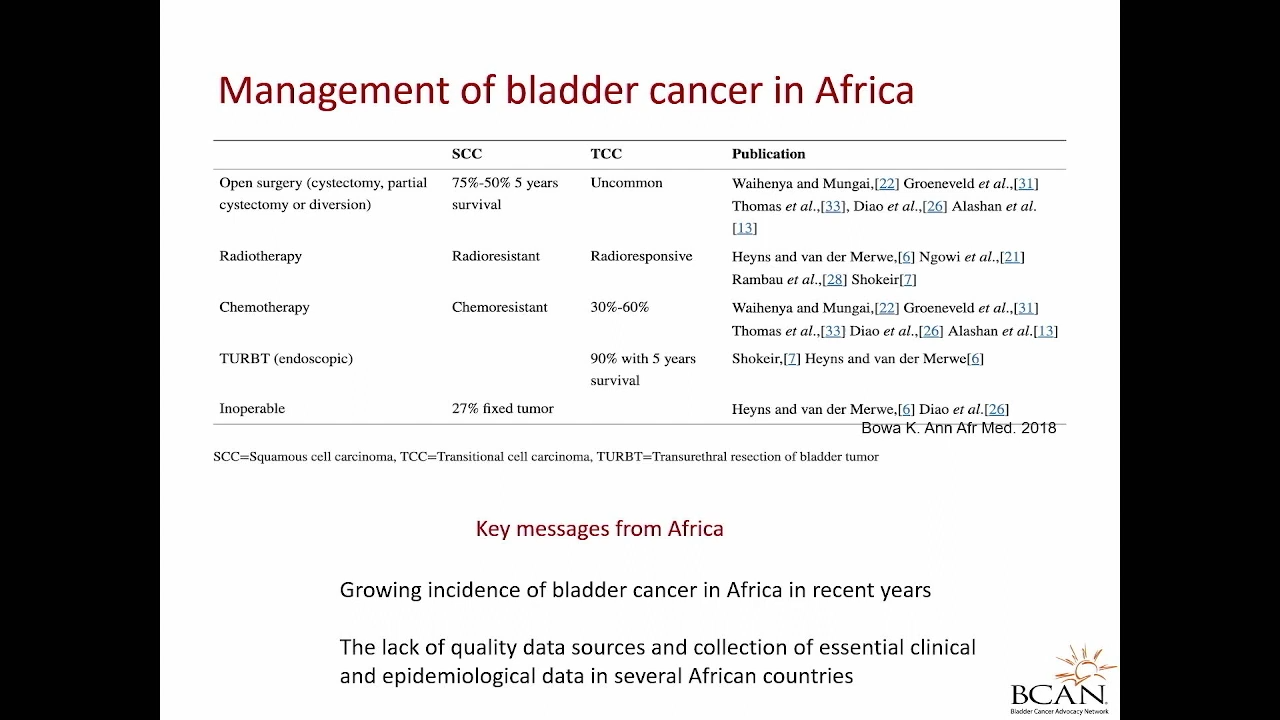 Management of bladder cancer in Africa
SCC TCC Publication
Open surgery (cystectomy, partial 75%-50% 5 years Uncommon Waihenya and Mungai,[22] Groeneveld et al.,[31]
cystectomy or diversion) survival Thomas et al.,[33], Diao et al.,[26] Alashan et al.
[13]
Radiotherapy Radioresistant Radioresponsive Heyns and van der Merwe,[6] Ngowi et al.,[21]
Rambau et al.,[28] Shokeir[7]
Chemotherapy Chemoresistant 30%-60% Waihenya and Mungai,[22] Groeneveld et al.,[31]
Thomas et al.,[33] Diao et al.,[26] Alashan et al.[13]
TURBT (endoscopic) 90% with 5 years Shokeir,[7] Heyns and van der Merwe[6]
survival
Inoperable 27% fixed tumor Heyns and van der Merwe,[6] Diao et al.[26]
Bowa K. Ann Afr Med. 2018
SCC=Squamous cell carcinoma, TCC=Transitional cell carcinoma, TURBT=Transurethral resection of bladder tumor
Key messages from Africa
Growing incidence of bladder cancer in Africa in recent years
The lack of quality data sources and collection of essential clinical
and epidemiological data in several African countries
BCAN
Bladder Cancer Advocacy Network